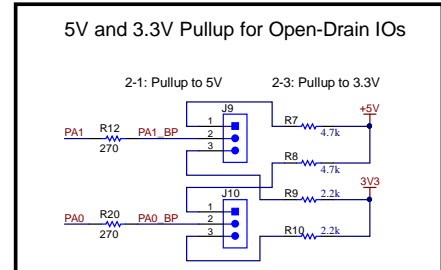 5V and 3.3V Pullup for Open-Drain IOs
2-1: Pullup to 5V
2-3: Pullup to 3.3V
J9
+5V
1
2
3
R7
4.7k
PA1
R12
270
PA1_BP
R8
4.7k
J10
3V3
1
2
3
R9
2.2k
PA0
R20
270
PA0_BP
R10
2.2k